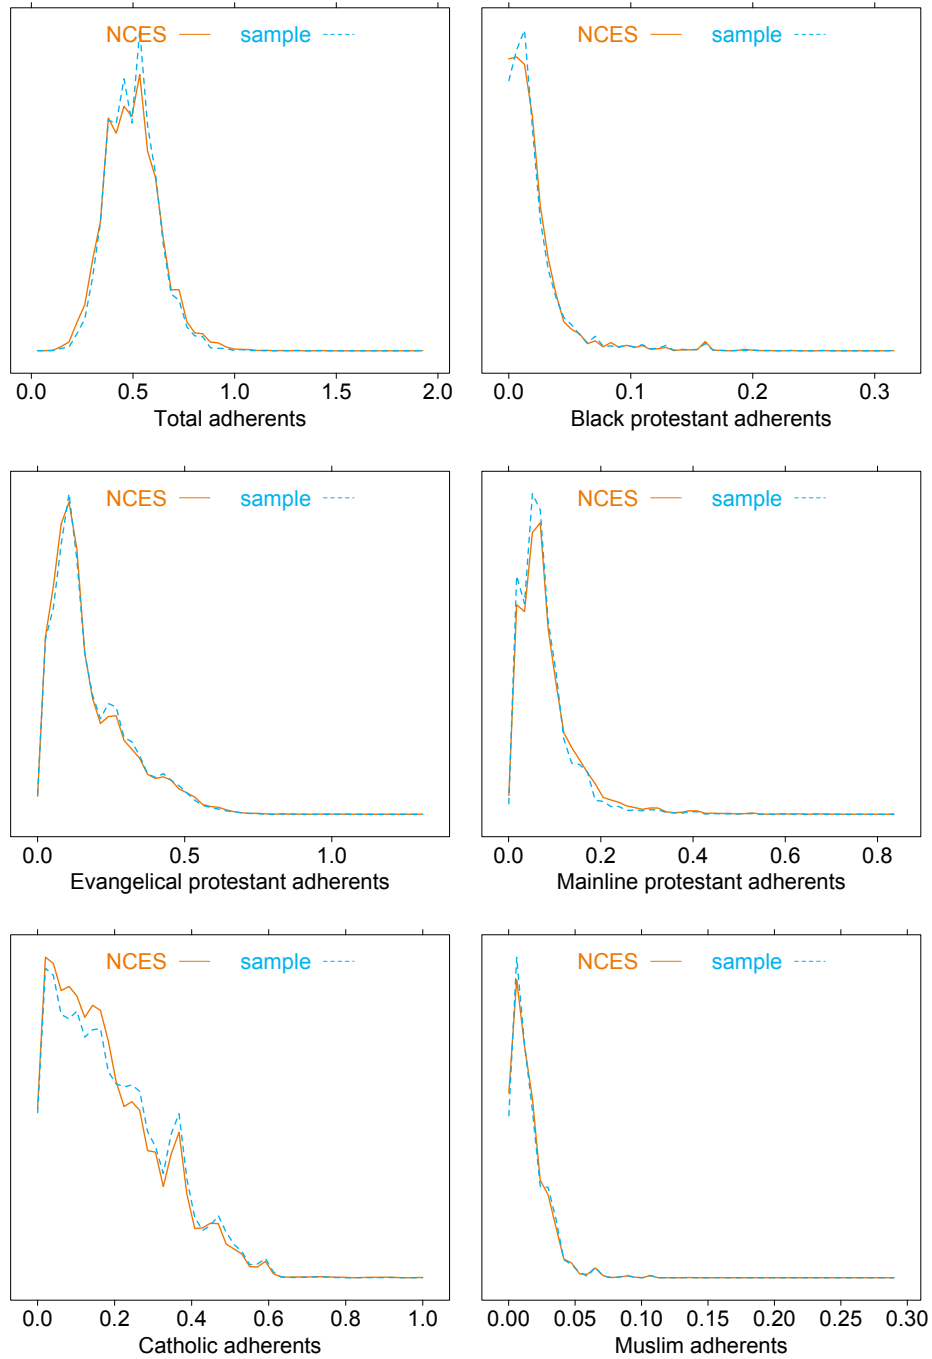 NCES sample
0.0 0.5 1.0 1.5 2.0
Total adherents
NCES sample
0.0 0.1 0.2 0.3
Black protestant adherents
NCES sample
0.0 0.5 1.0
Evangelical protestant adherents
NCES sample
0.0 0.2 0.4 0.6 0.8
Mainline protestant adherents
NCES sample
0.0 0.2 0.4 0.6 0.8 1.0
Catholic adherents
NCES sample
0.00 0.05 0.10 0.15 0.20 0.25 0.30
Muslim adherents